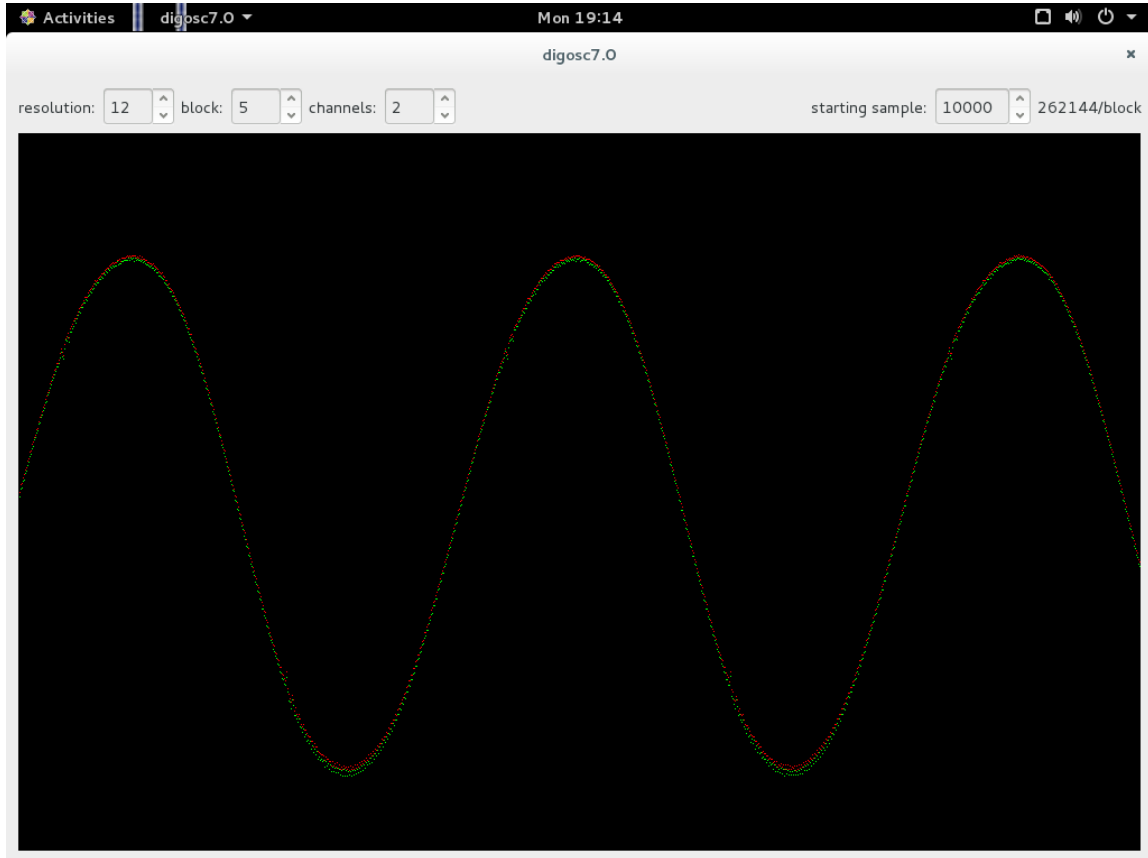 Activities digosc7.0 Mon 19:14
digosc7.0
resolution: 12 block: 5 channels: 2 starting sample: 10000 262144/block